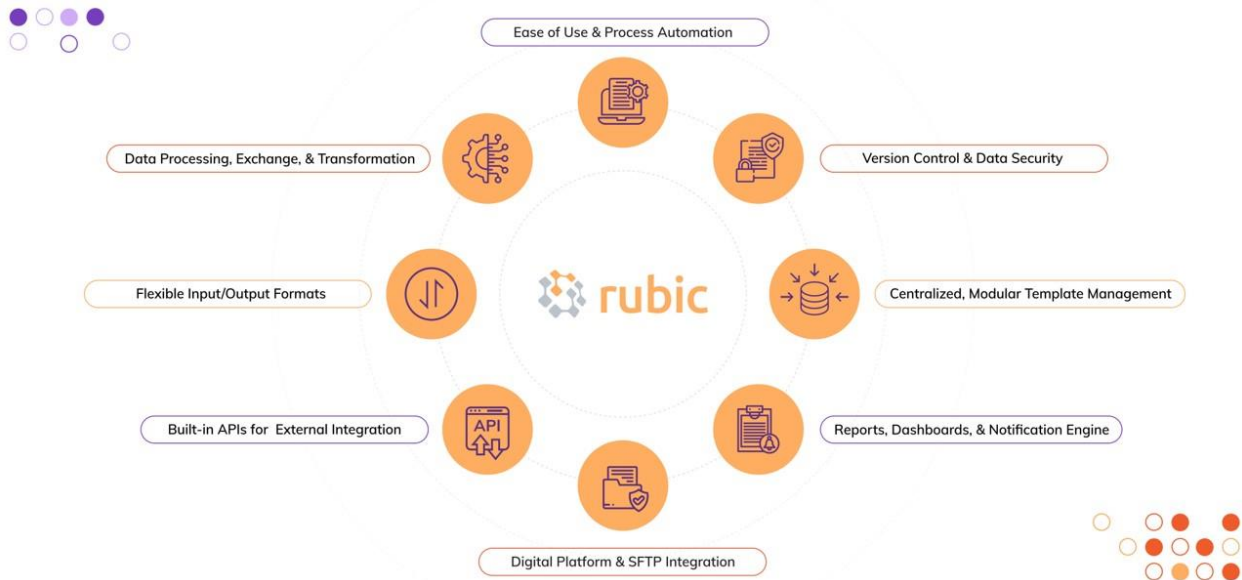 Ease of Use & Process Automation
Data Processing, Exchange, & Transformation
Version Control & Data Security
Flexible Input/Output Formats
rubic
Centralized, Modular Template Management
Built-in APIs for External Integration
API
Reports, Dashboards, & Notification Engine
Digital Platform & SFTP Integration